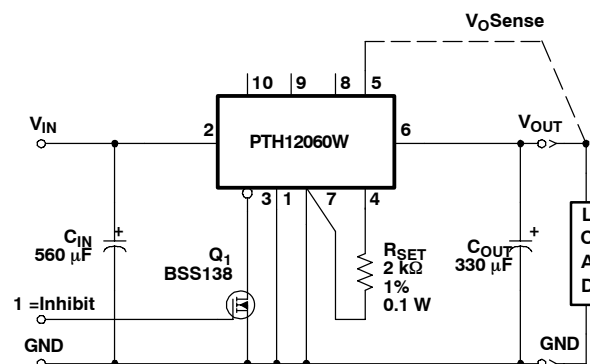 VOSense
10 9 8 5
VIN
2
PTH12060W
6
VOUT
3 1 7 4
CIN
560 μF
+
Q1
BSS138
RSET
2 kΩ
1%
0.1 W
COUT
330 μF
+
LOAD
1 =Inhibit
GND
GND